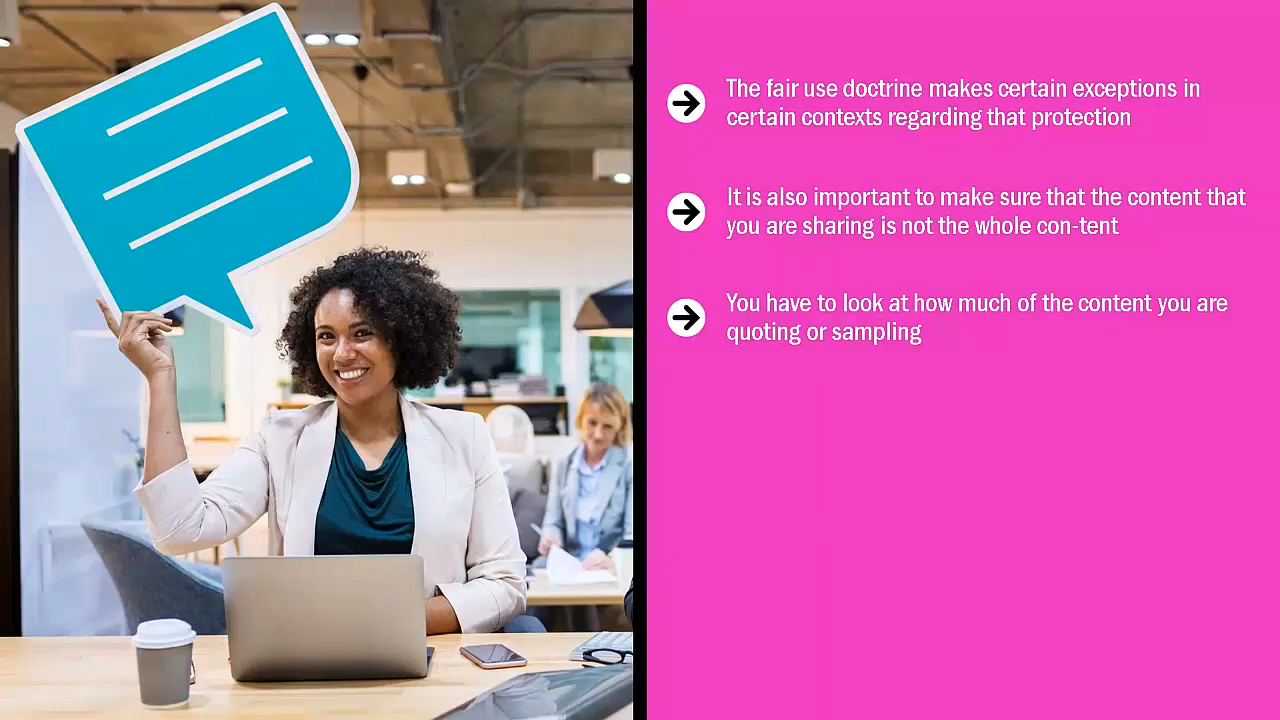 The fair use doctrine makes certain exceptions in
certain contexts regarding that protection
It is also important to make sure that the content that
you are sharing is not the whole con-tent
You have to look at how much of the content you are
quoting or sampling